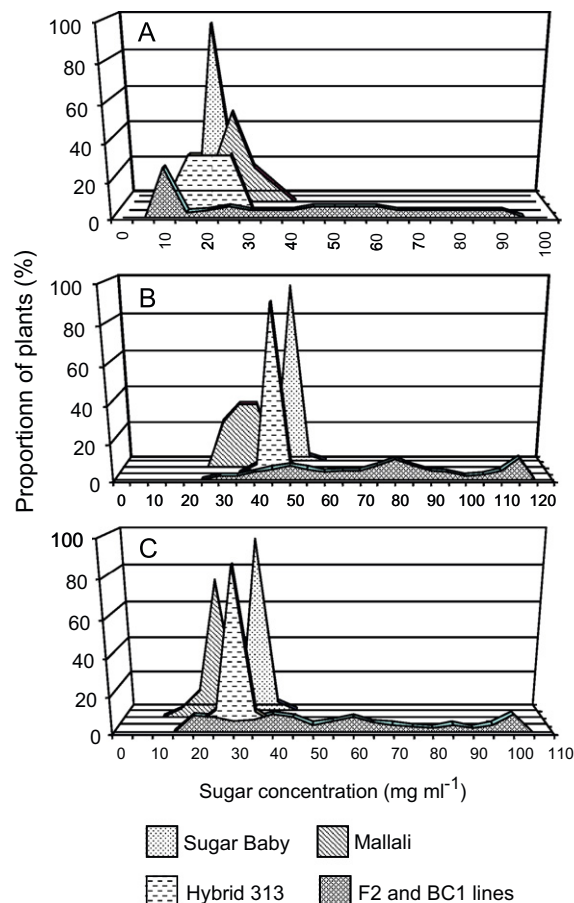 A
100
80
60
40
20
0
0 10 20 30 40 50 60 70 80 90 100
B
100
80
60
40
20
0
0 10 20 30 40 50 60 70 80 90 100 110 120
C
100
80
60
40
20
0
0 10 20 30 40 50 60 70 80 90 100 110
Proportionn of plants (%)
Sugar concentration (mg ml-1)
Sugar Baby Mallali
Hybrid 313 F2 and BC1 lines